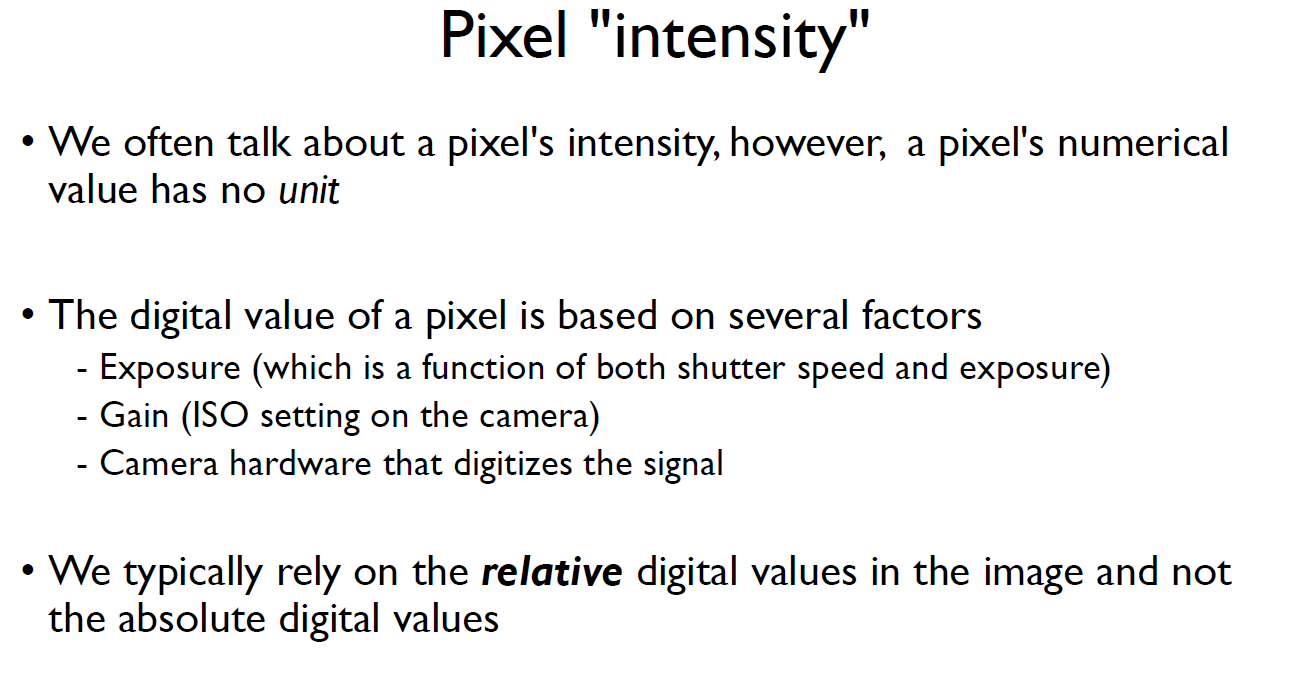 Pixel "intensity"
• We often talk about a pixel's intensity, however,  a pixel's numerical
value has no unit
• The digital value of a pixel is based on several factors
- Exposure (which is a function of both shutter speed and exposure)
- Gain (ISO setting on the camera)
- Camera hardware that digitizes the signal
• We typically rely on the relative digital values in the image and not
the absolute digital values